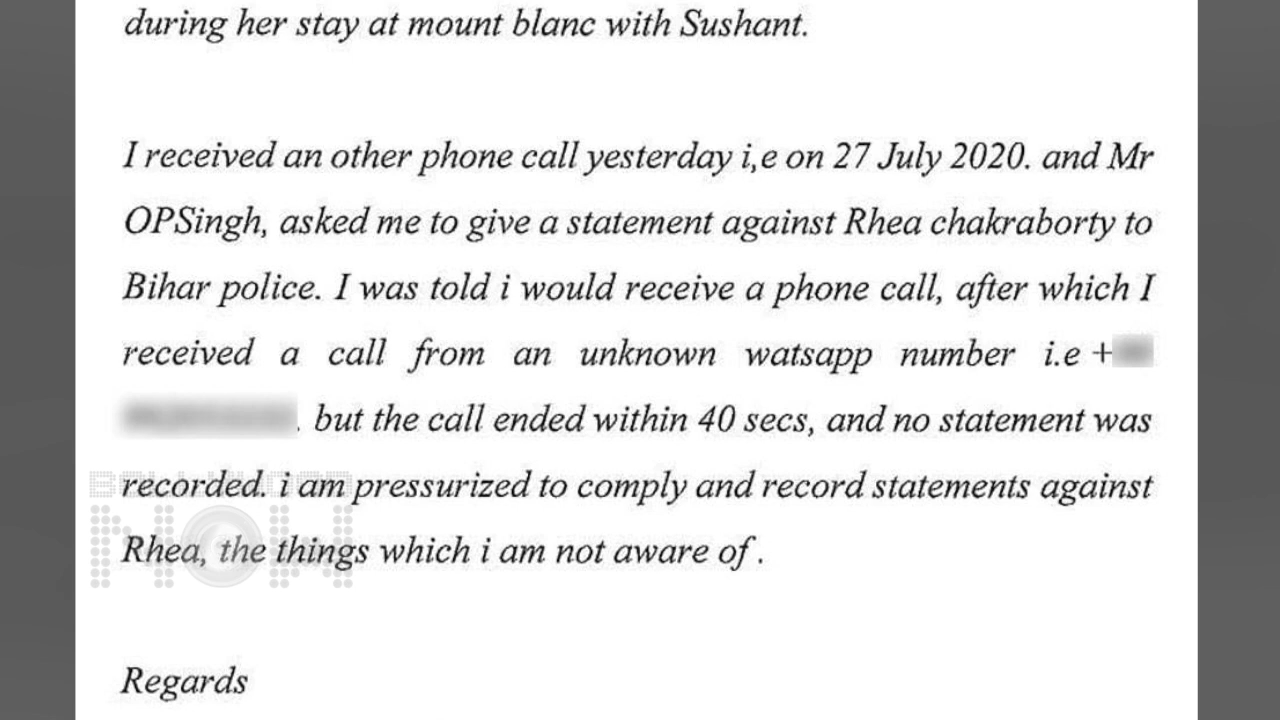 during her stay at mount blanc with Sushant.
I received an other phone call yesterday i,e on 27 July 2020. and Mr
OPSingh, asked me to give a statement against Rhea chakraborty to
Bihar police. I was told i would receive a phone call, after which I
received a call from an unknown watsapp number i.e +
. but the call ended within 40 secs, and no statement was
recorded. i am pressurized to comply and record statements against
Rhea, the things which i am not aware of .
Regards
BOLLYWOOD
NOW